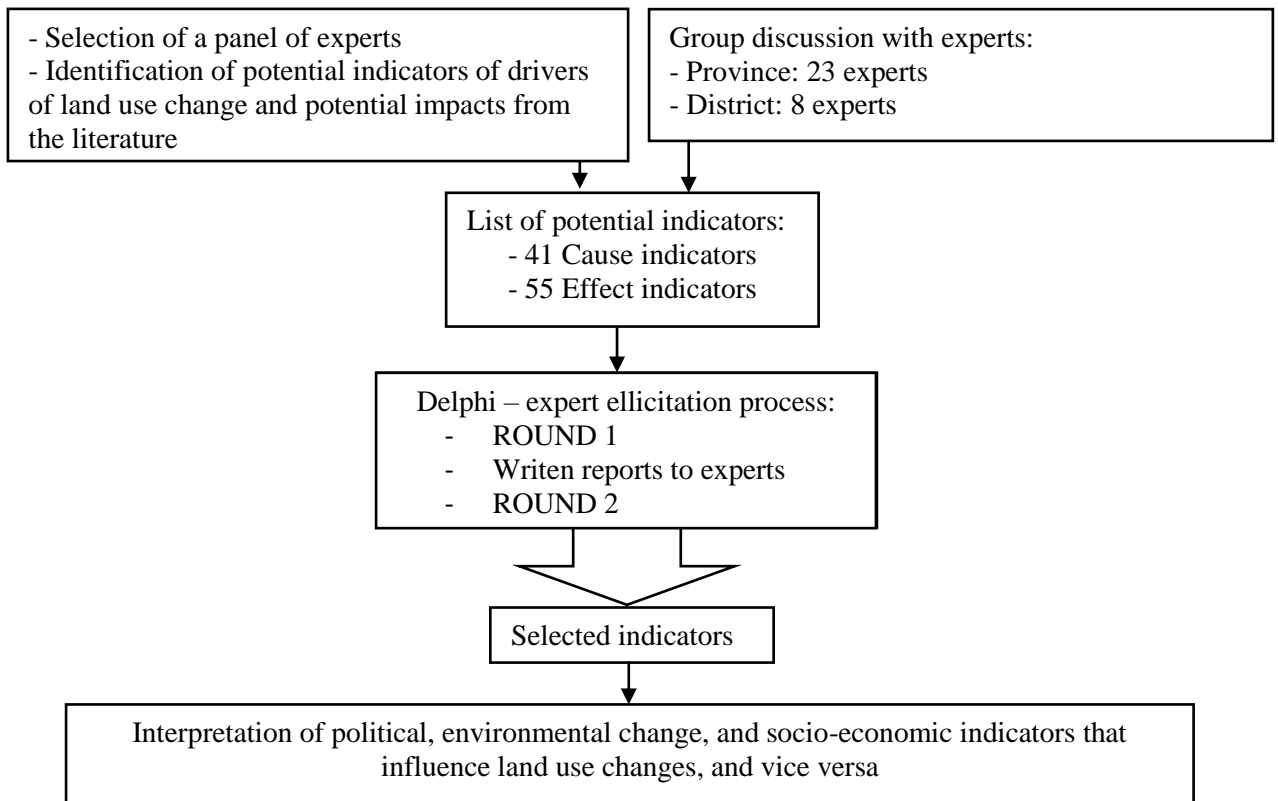 - Selection of a panel of experts
- Identification of potential indicators of drivers
of land use change and potential impacts from
the literature
Group discussion with experts:
- Province: 23 experts
- District: 8 experts
List of potential indicators:
- 41 Cause indicators
- 55 Effect indicators
Delphi – expert ellicitation process:
- ROUND 1
- Writen reports to experts
- ROUND 2
Selected indicators
Interpretation of political, environmental change, and socio-economic indicators that
influence land use changes, and vice versa